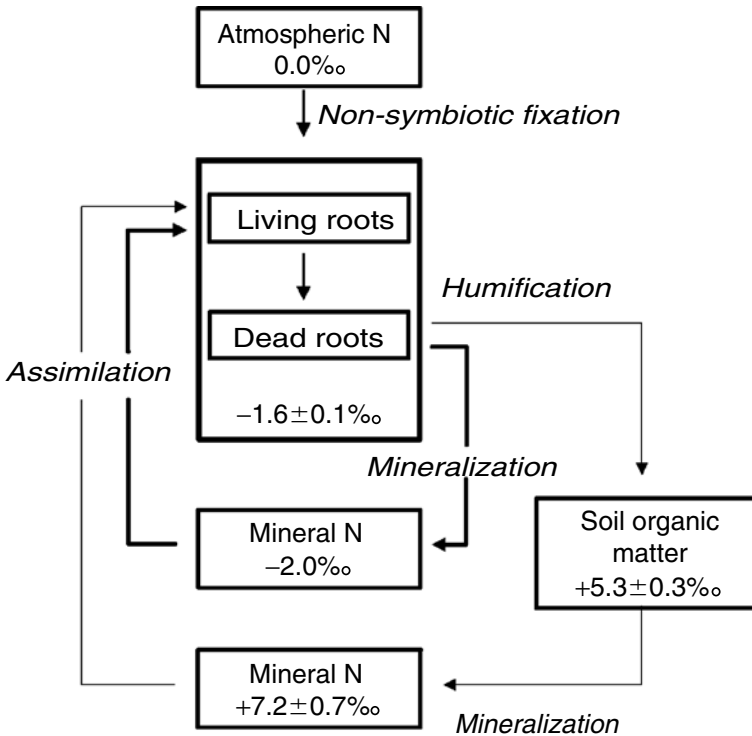 Atmospheric N
0.0‰
Non-symbiotic fixation
Living roots
Humification
Dead roots
Assimilation
−1.6±0.1‰
Mineralization
Mineral N
−2.0‰
Soil organic
matter
+5.3±0.3‰
Mineral N
+7.2±0.7‰
Mineralization